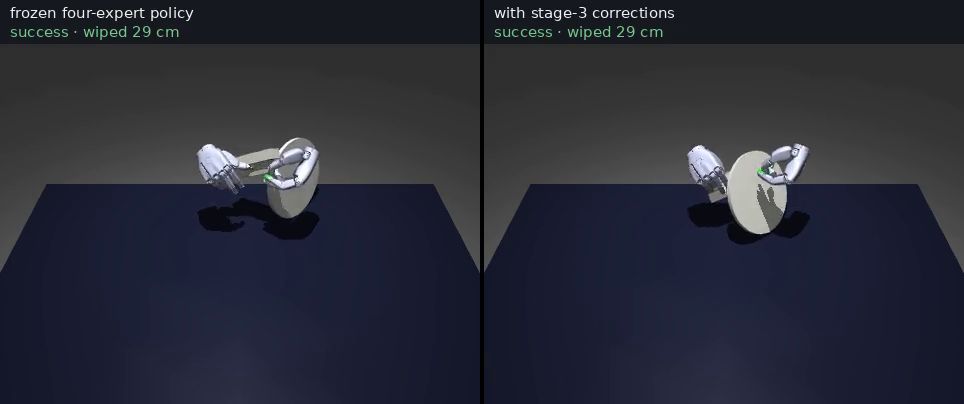 frozen four-expert policy
success · wiped 29 cm
with stage-3 corrections
success · wiped 29 cm